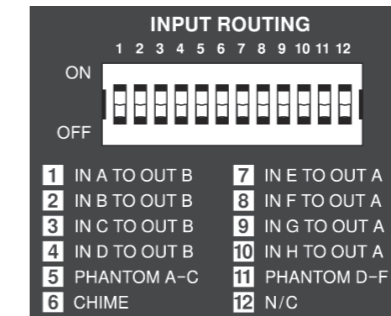 INPUT ROUTING
1 2 3 4 5 6 7 8 9 10 11 12
ON
OFF
1 IN A TO OUT B
2 IN B TO OUT B
3 IN C TO OUT B
4 IN D TO OUT B
5 PHANTOM A-C
6 CHIME
7 IN E TO OUT A
8 IN F TO OUT A
9 IN G TO OUT A
10 IN H TO OUT A
11 PHANTOM D-F
12 N/C